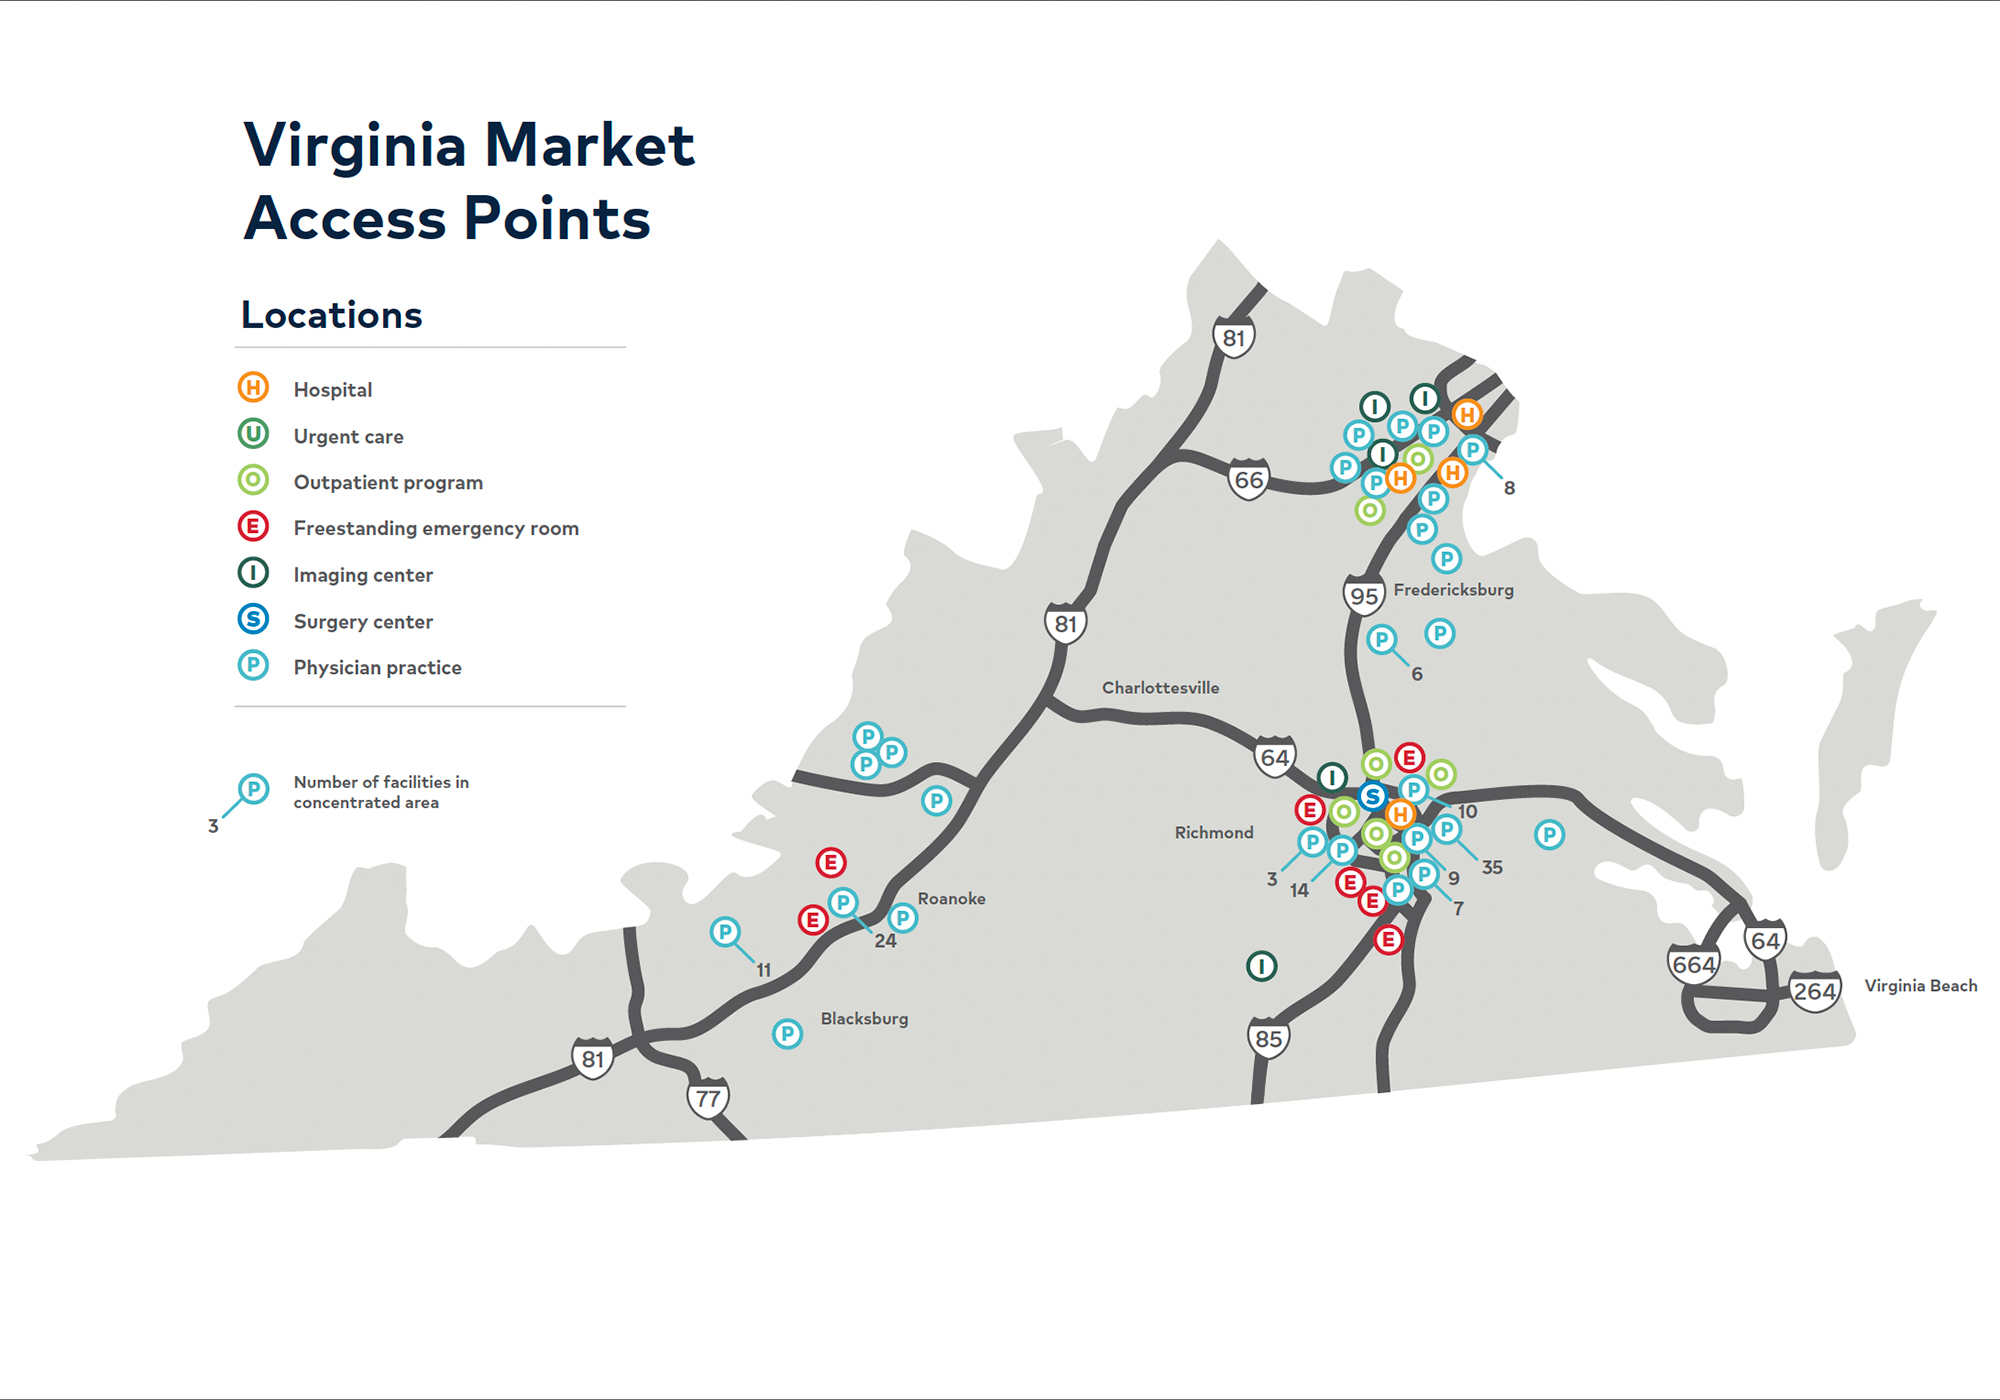 Virginia Market
Access Points
Locations
H Hospital
U Urgent care
O Outpatient program
E Freestanding emergency room
I Imaging center
S Surgery center
P Physician practice
P Number of facilities in
concentrated area
3
81
I
I
H
P
P
P
P
I
O
P
66
P
P
H
H
8
O
P
P
P
95
Fredericksburg
81
P
P
6
Charlottesville
P
P
P
64
O
E
I
O
P
S
P
E
O
H
10
Richmond
O
P
P
P
P
P
O
35
3
14
9
E
P
P
7
E
E
E
P
Roanoke
E
P
P
24
11
I
64
664
264
Virginia Beach
P
Blacksburg
85
81
77